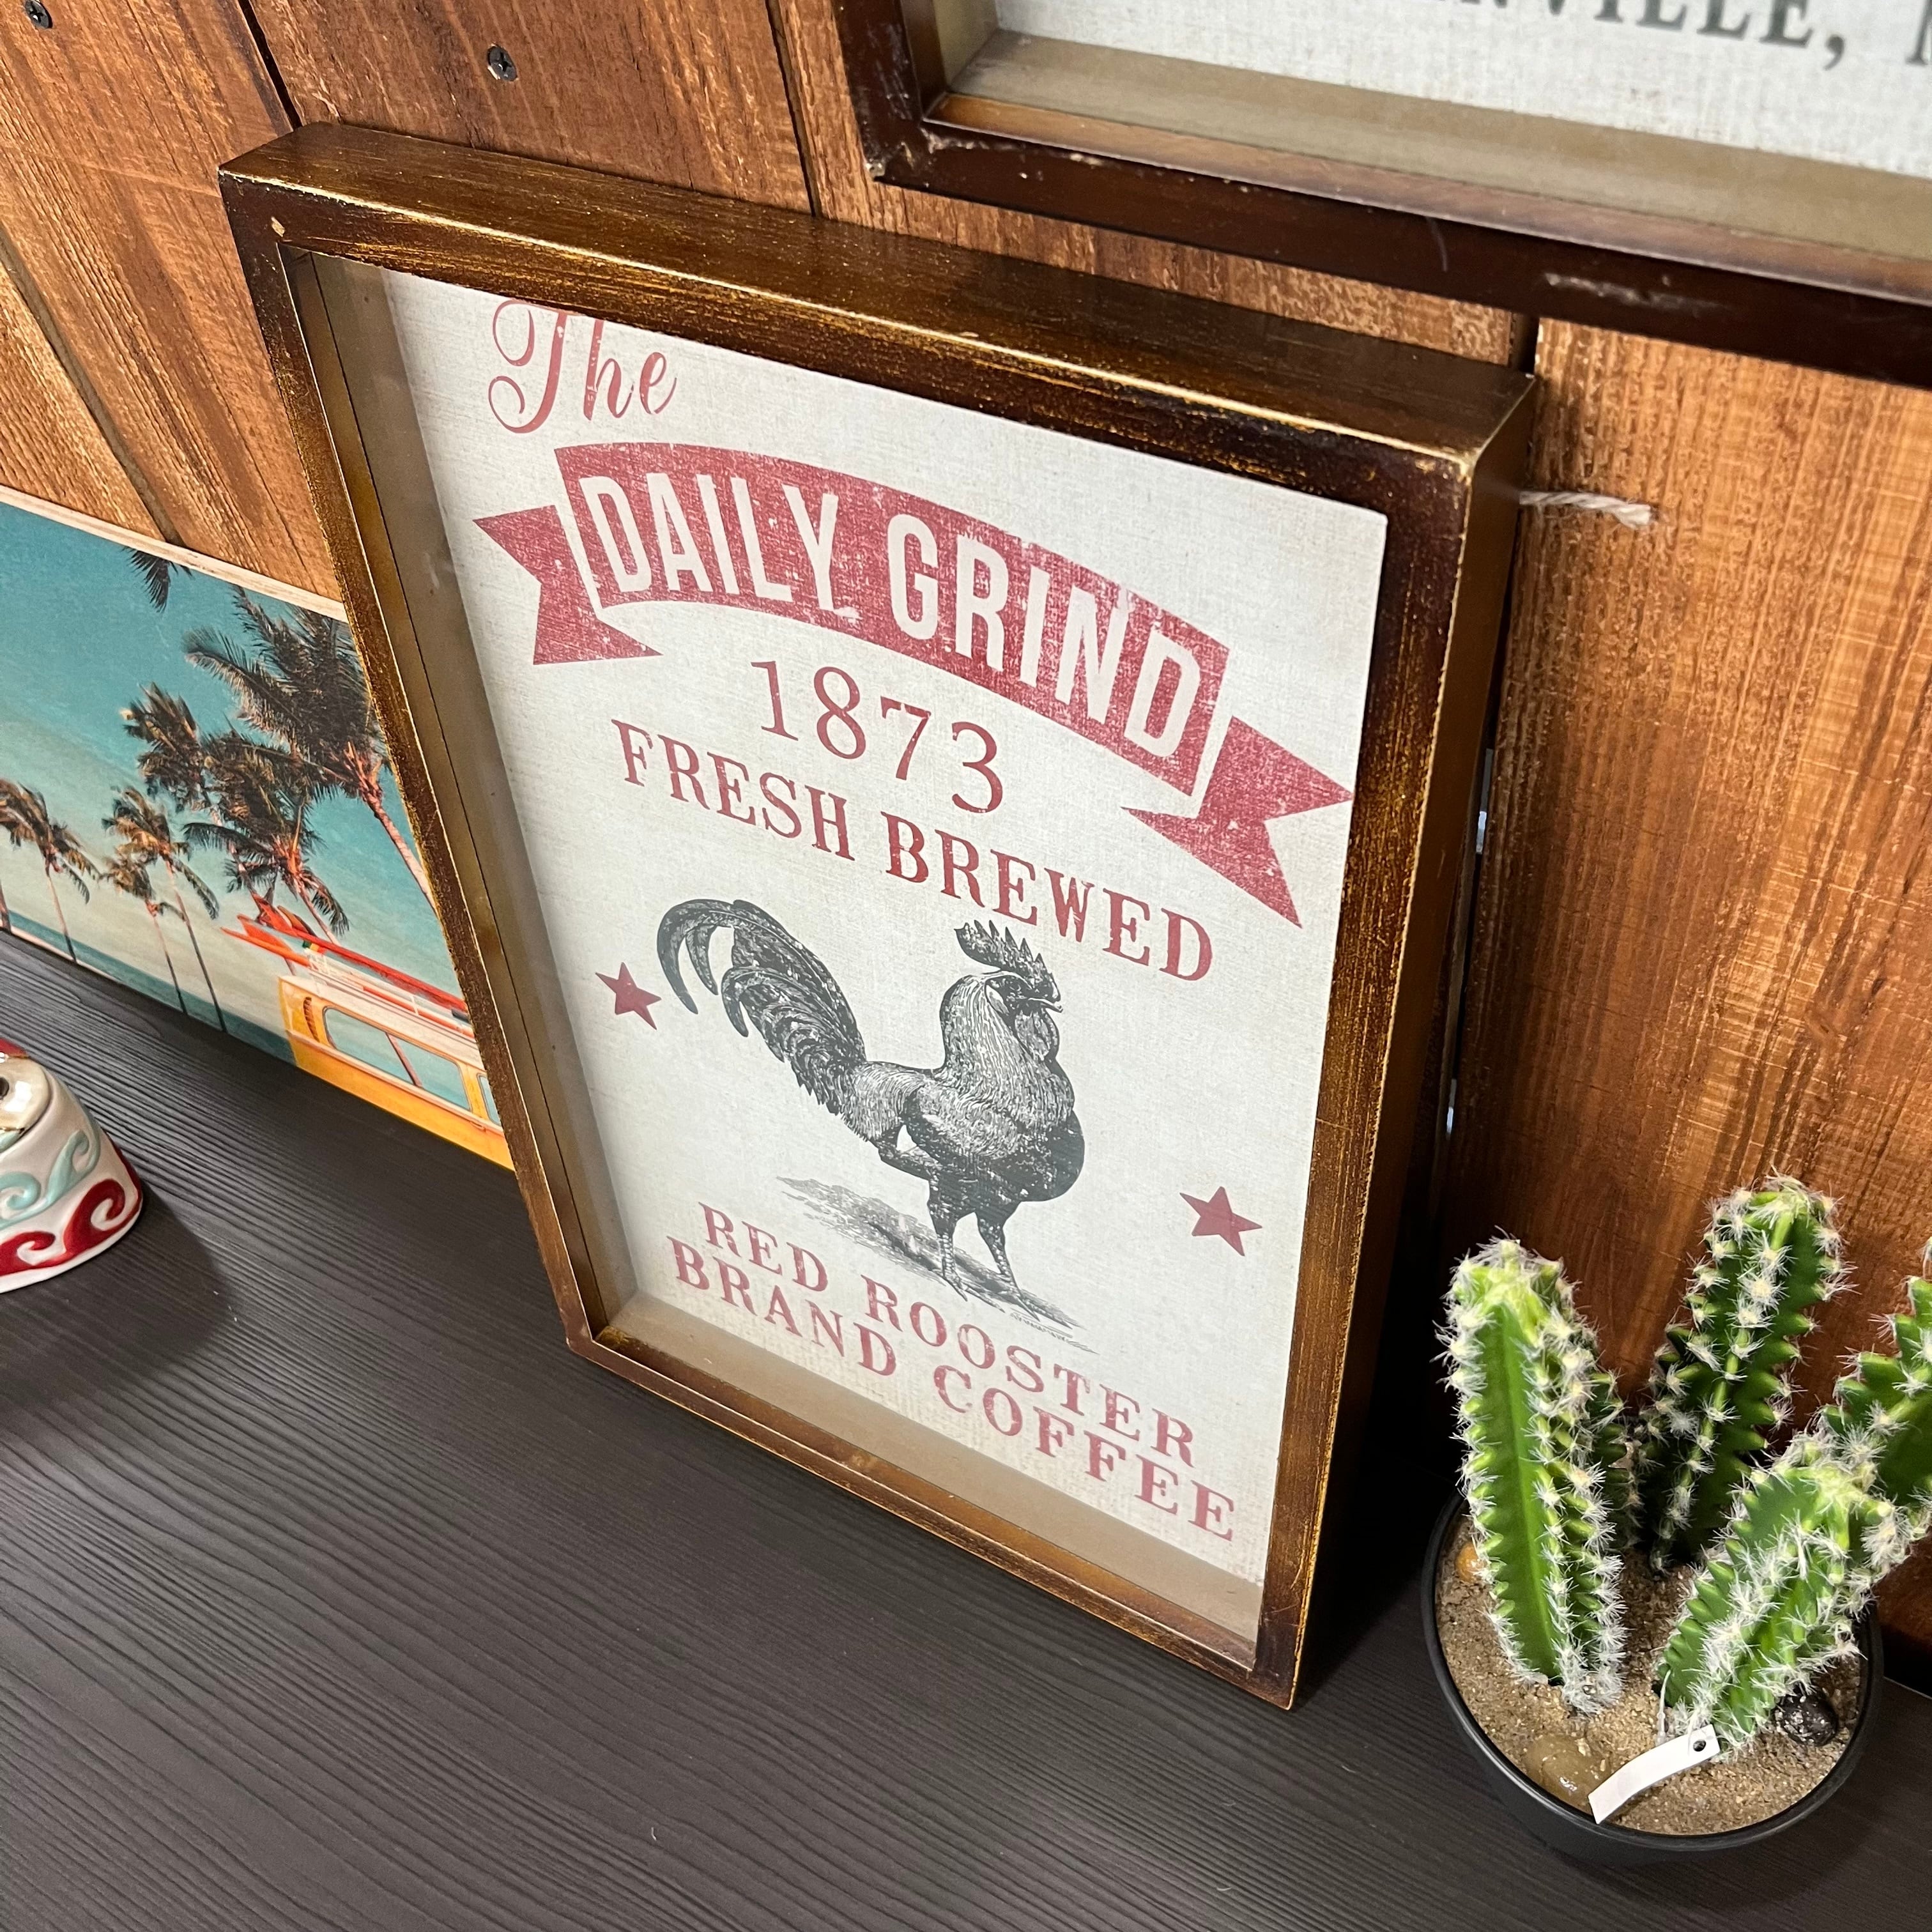 The
DAILY GRIND
1873
FRESH BREWED
RED ROOSTER
BRAND COFFEE